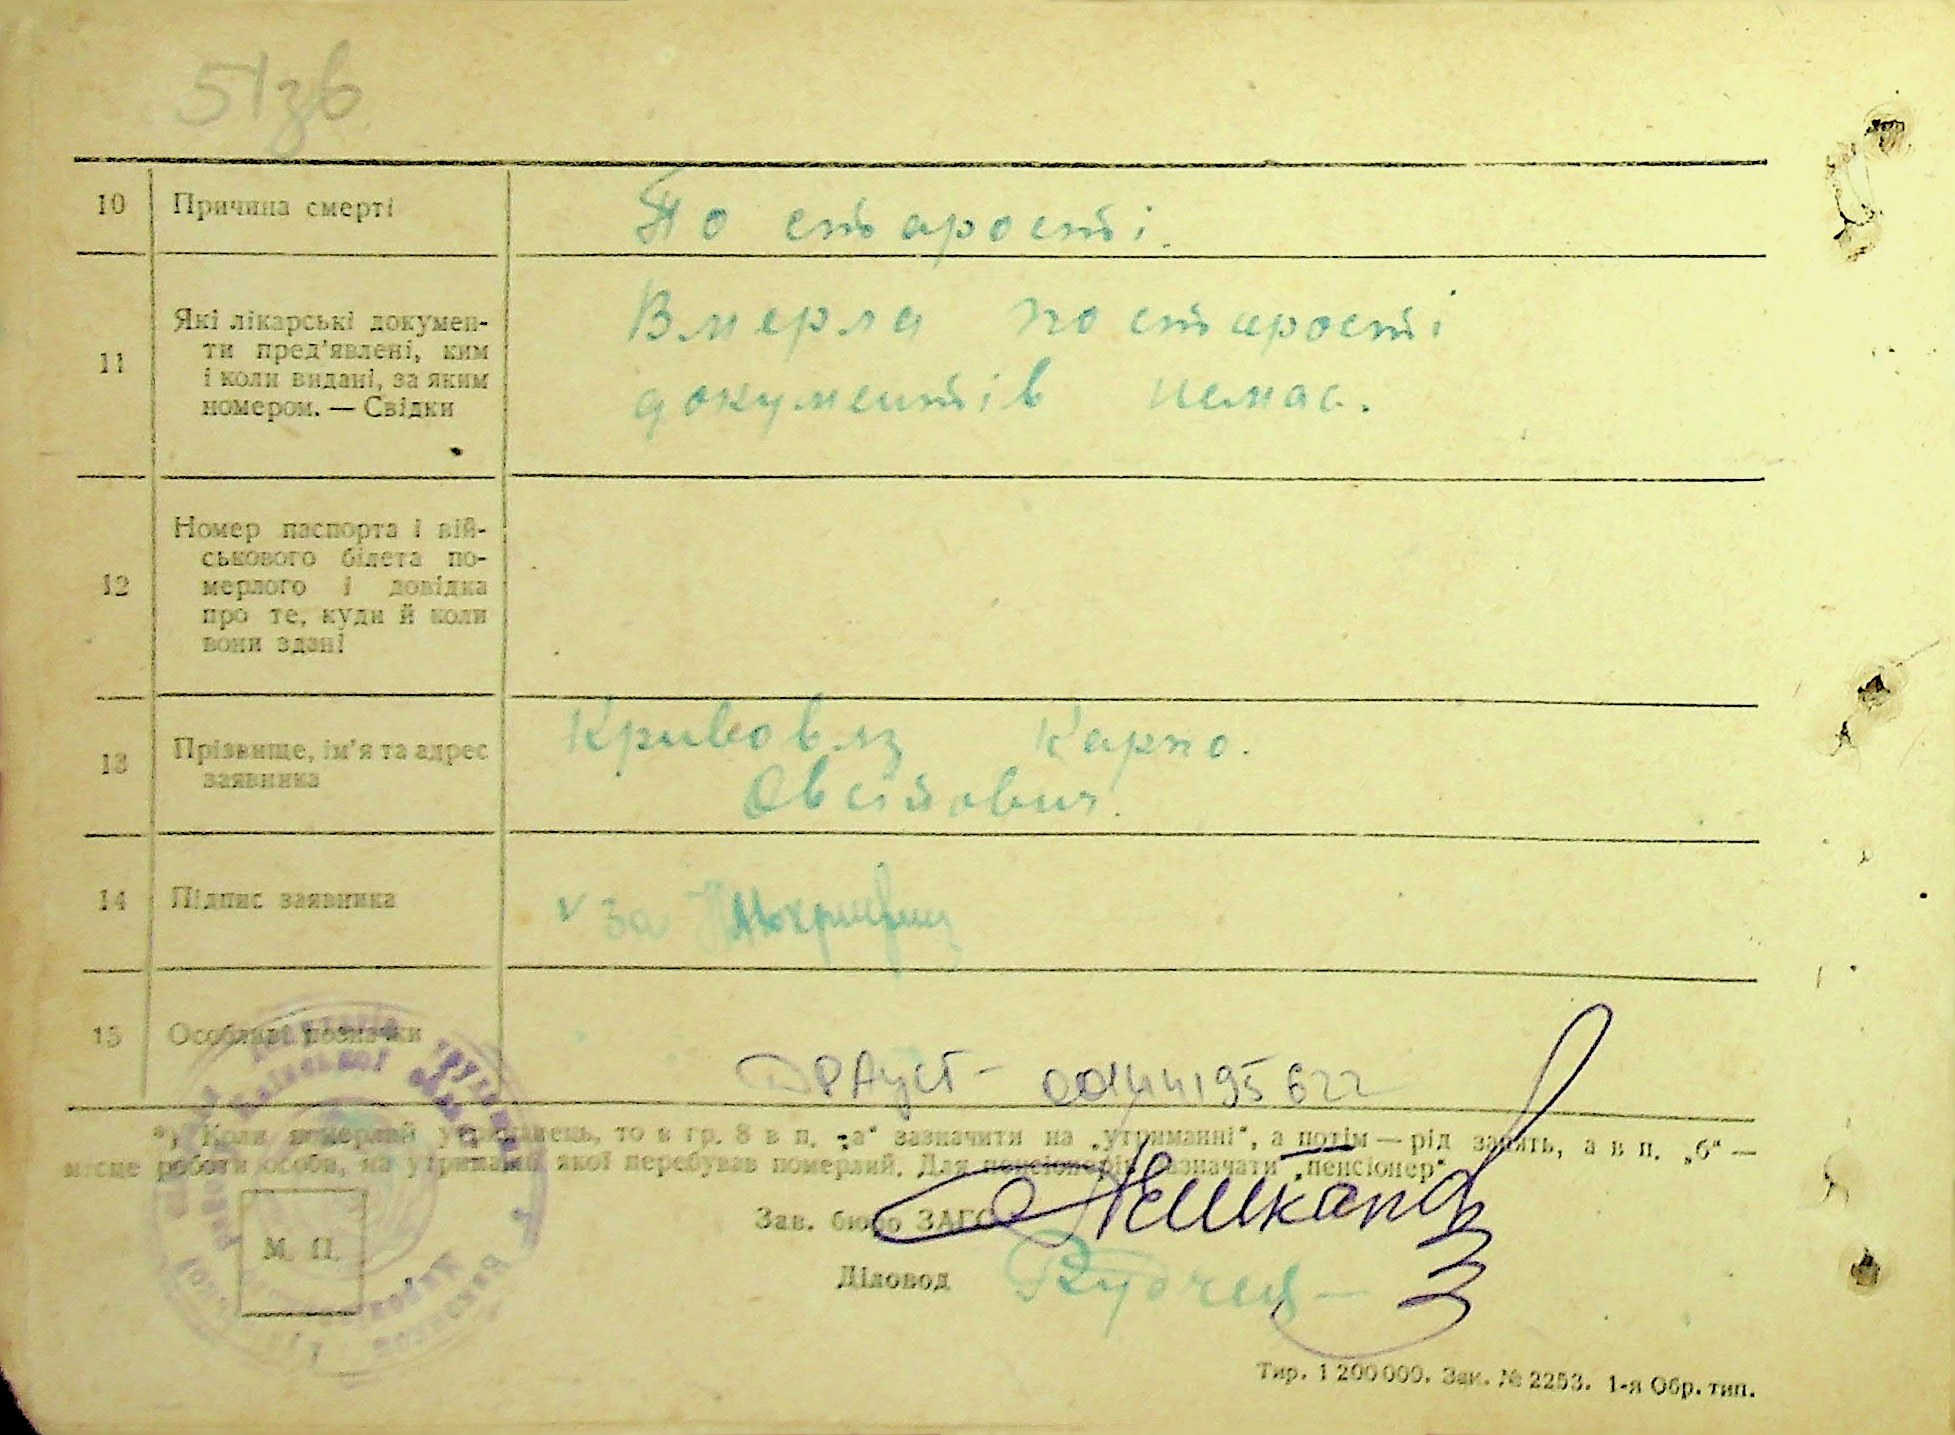 51зв
10 Причина смерті По старості.
11 Які лікарські докумен-
ти пред'явлені, ким
і коли видані, за яким
номером. — Свідки
Вмерла по старості
документів немає.
12 Номер паспорта і вій-
ськового білета по-
мерлого і довідка
про те, куди й коли
вони здані
13 Прізвище, ім'я та адрес
заявника
Кривовяз Карпо.
Овсійович.
14 Підпис заявника
v за
15 Особливі позначки
ДРАЦСТ - 00144195622
*) Коли померлий утриманець, то в гр. 8 в п. „а“ зазначити на „утриманні“, а потім — рід занять, а в п. „б“ —
місце роботи особи, на утриманні якої перебував померлий. Для пенсіонерів зазначати „пенсіонер“
Зав. бюро ЗАГС
Діловод
М. П.
Тир. 1 200 000. Зак. № 2253. 1-я Обр. тип.